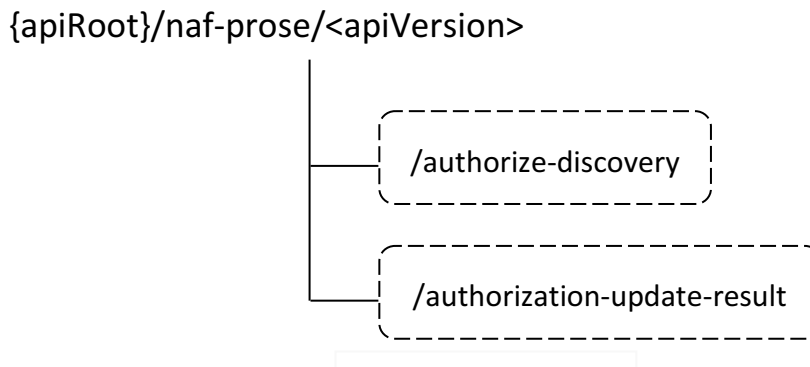 {apiRoot}/naf-prose/<apiVersion>
/authorize-discovery
/authorization-update-result